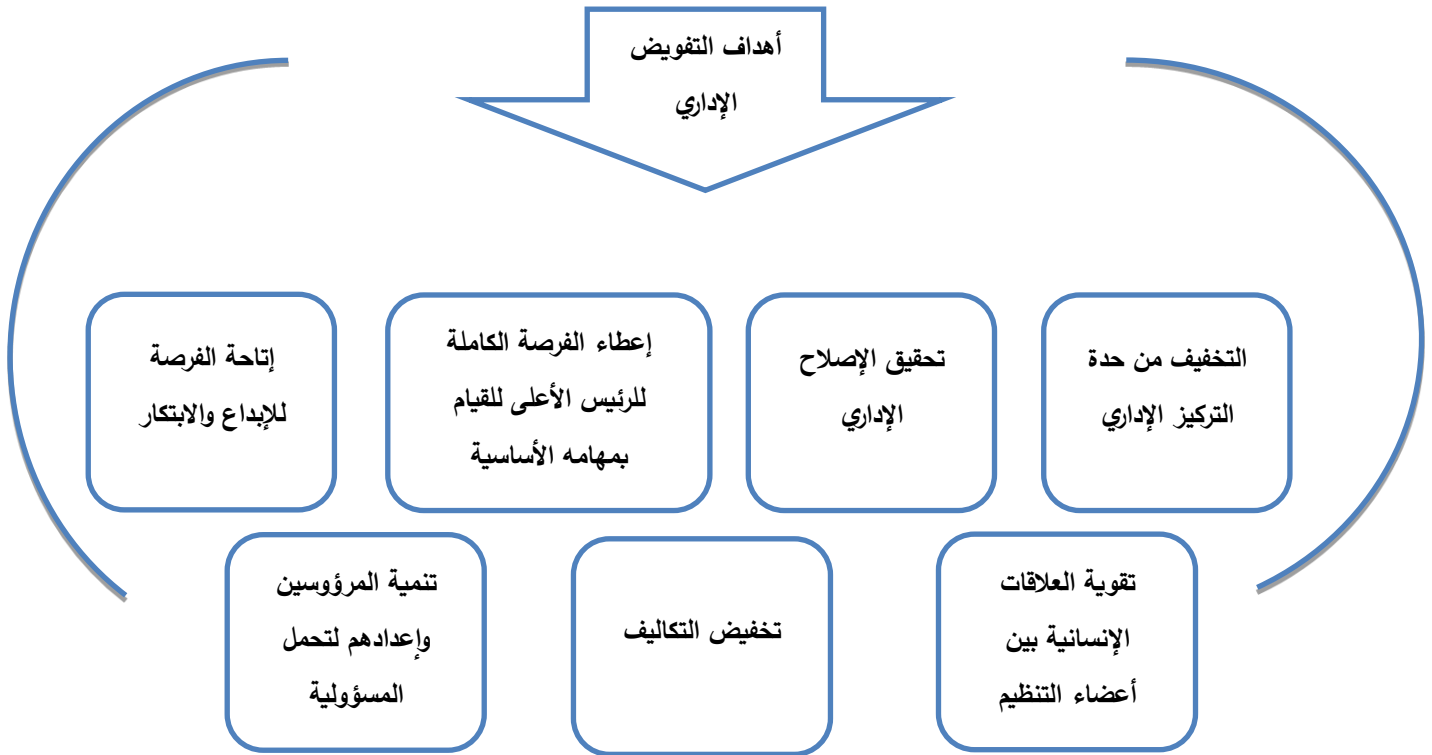 أهداف التفويض
الإداري
التخفيف من حدة
التركيز الإداري
تحقيق الإصلاح
الإداري
إعطاء الفرصة الكاملة
للرئيس الأعلى للقيام
بمهامه الأساسية
إتاحة الفرصة
للإبداع والابتكار
تقوية العلاقات
الإنسانية بين
أعضاء التنظيم
تخفيض التكاليف
تنمية المرؤوسين
وإعدادهم لتحمل
المسؤولية